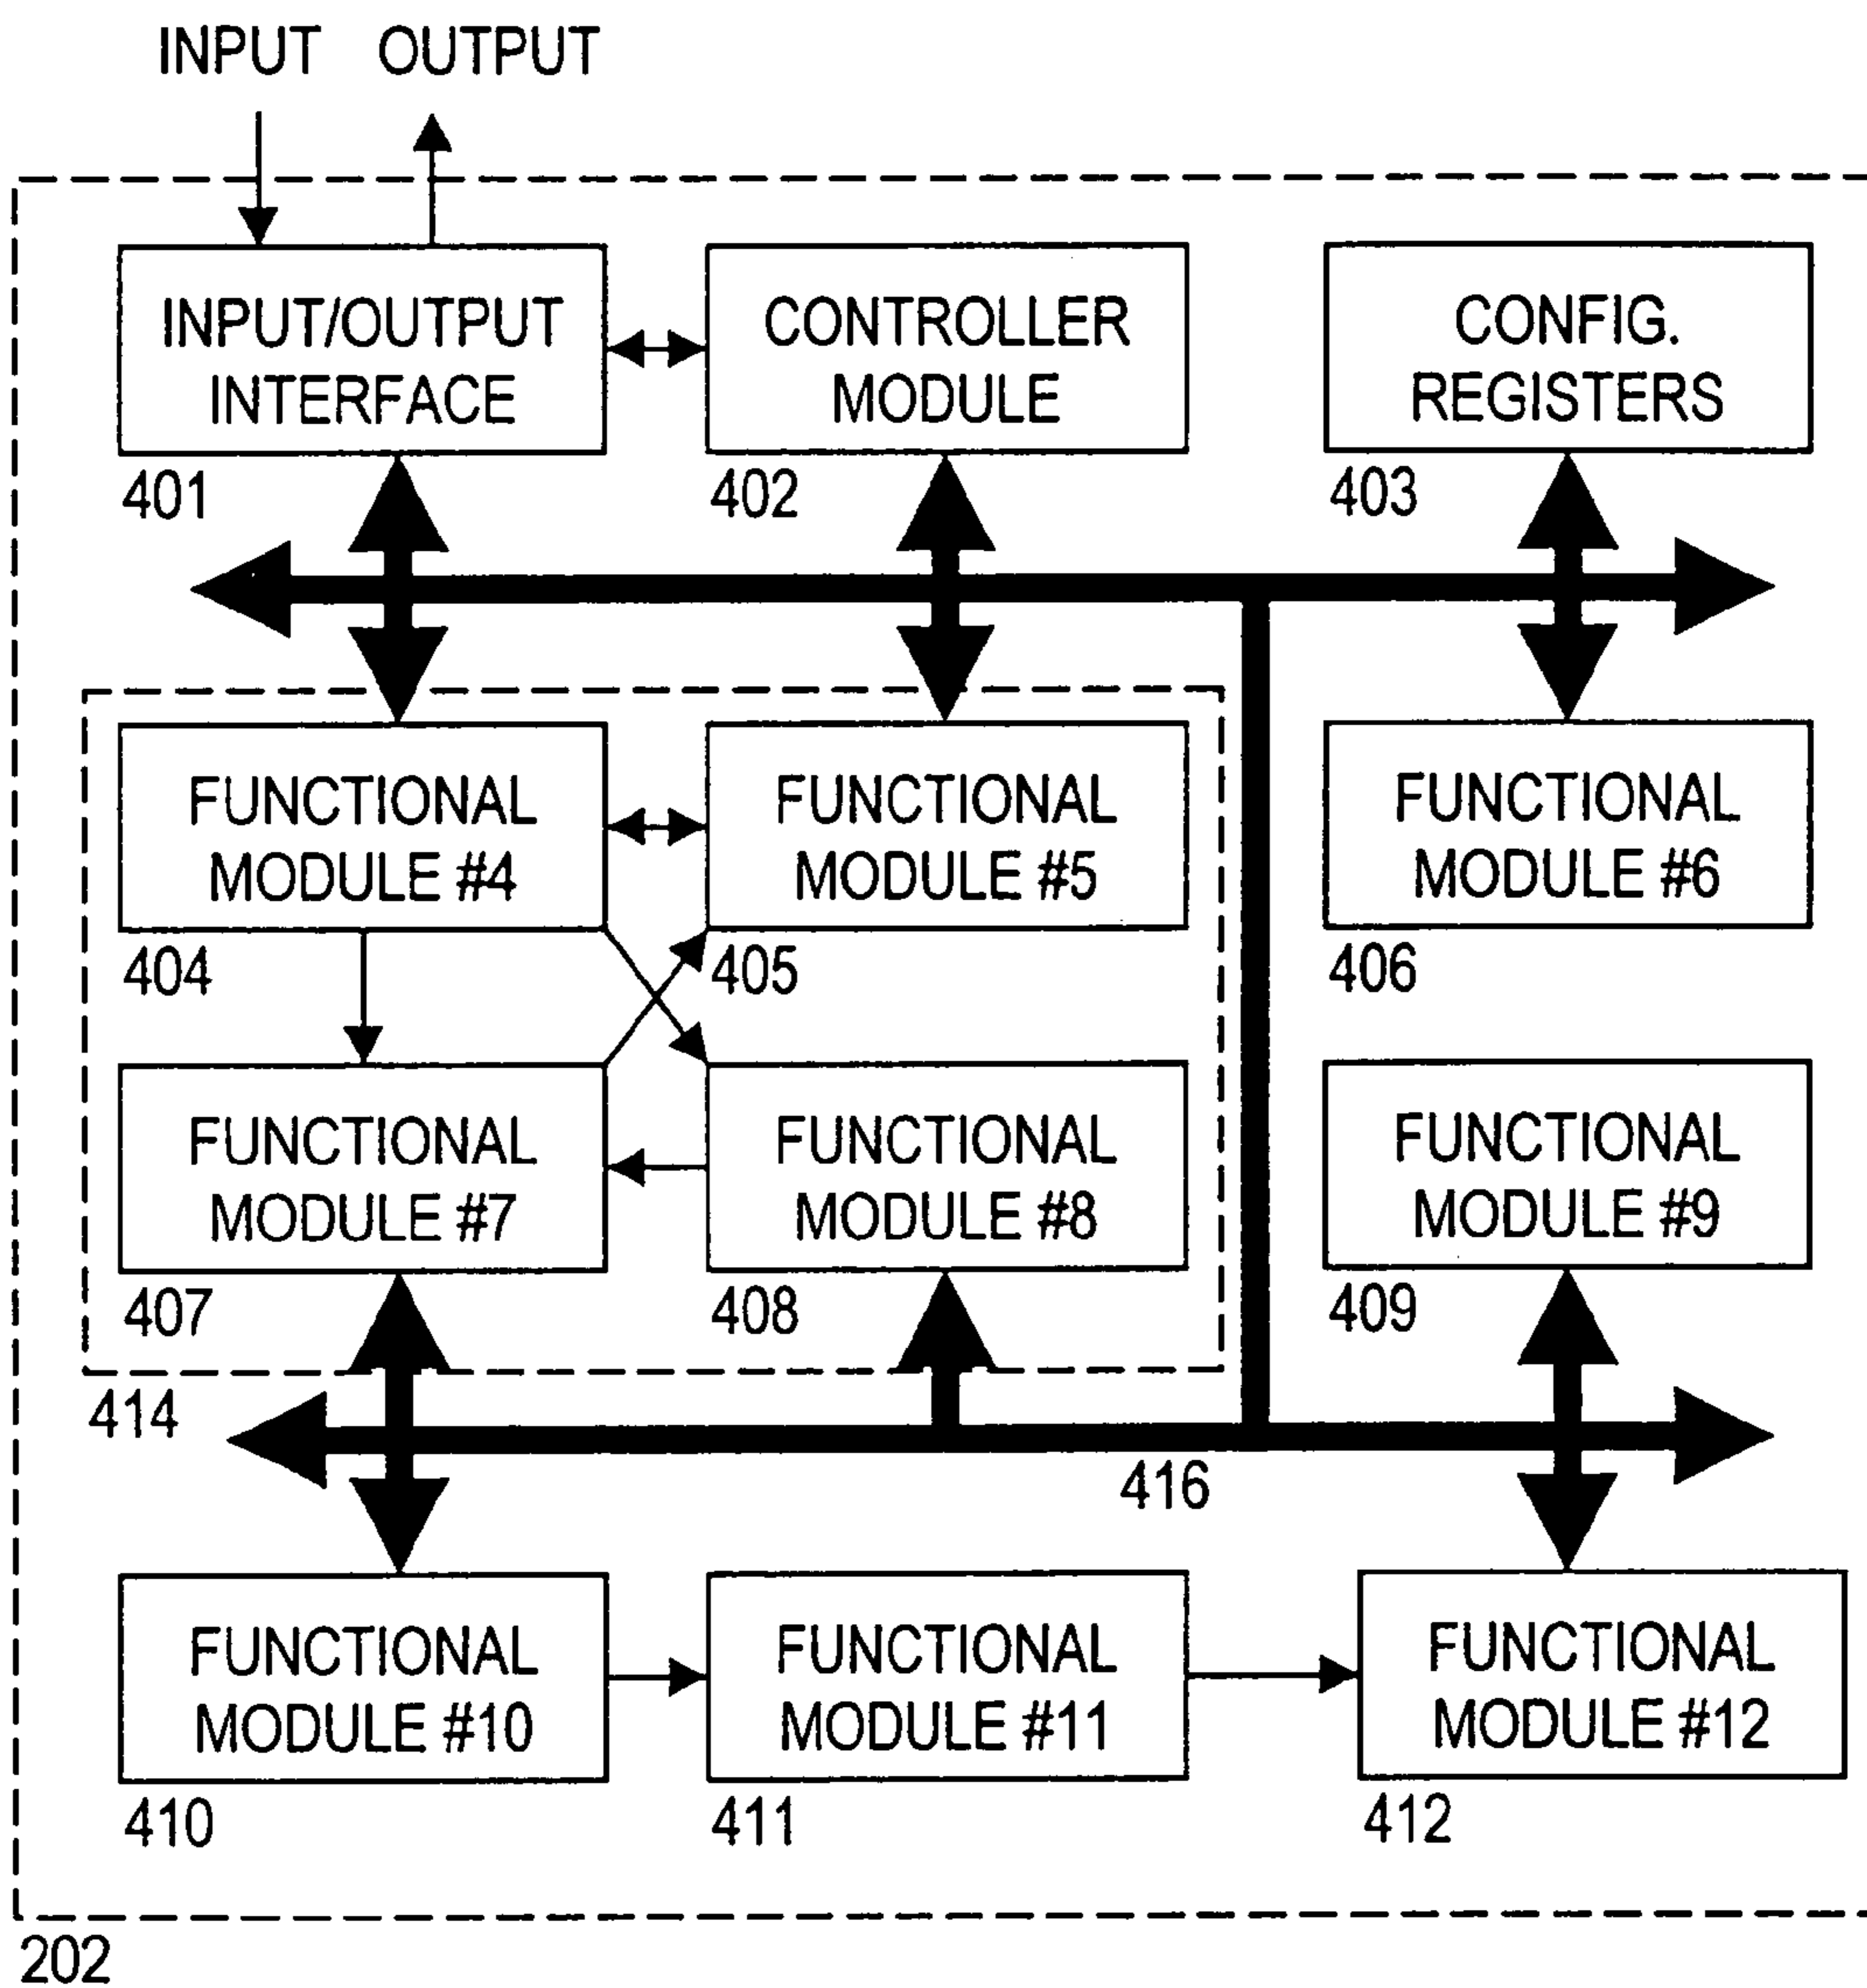 INPUT OUTPUT
INPUT/OUTPUT
INTERFACE
401
CONTROLLER
MODULE
402
CONFIG.
REGISTERS
403
FUNCTIONAL
MODULE #4
404
FUNCTIONAL
MODULE #5
405
FUNCTIONAL
MODULE #6
406
FUNCTIONAL
MODULE #7
407
FUNCTIONAL
MODULE #8
408
FUNCTIONAL
MODULE #9
409
414
416
FUNCTIONAL
MODULE #10
410
FUNCTIONAL
MODULE #11
411
FUNCTIONAL
MODULE #12
412
202